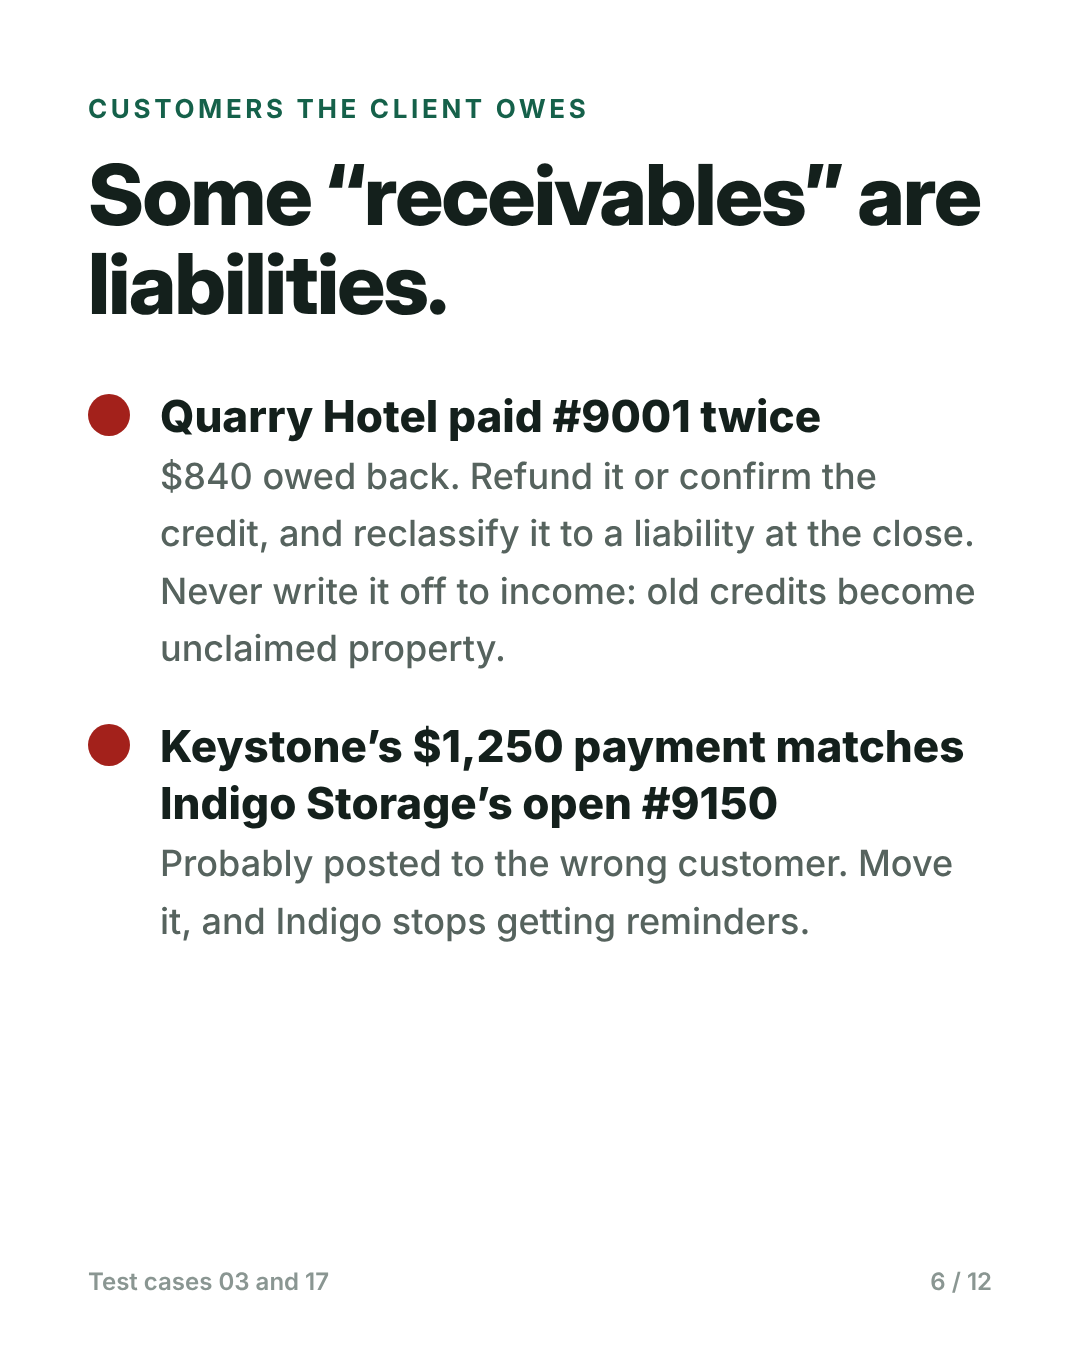 CUSTOMERS THE CLIENT OWES
Some “receivables” are
liabilities.
Quarry Hotel paid #9001 twice
$840 owed back. Refund it or confirm the
credit, and reclassify it to a liability at the close.
Never write it off to income: old credits become
unclaimed property.
Keystone’s $1,250 payment matches
Indigo Storage’s open #9150
Probably posted to the wrong customer. Move
it, and Indigo stops getting reminders.
Test cases 03 and 17
6 / 12